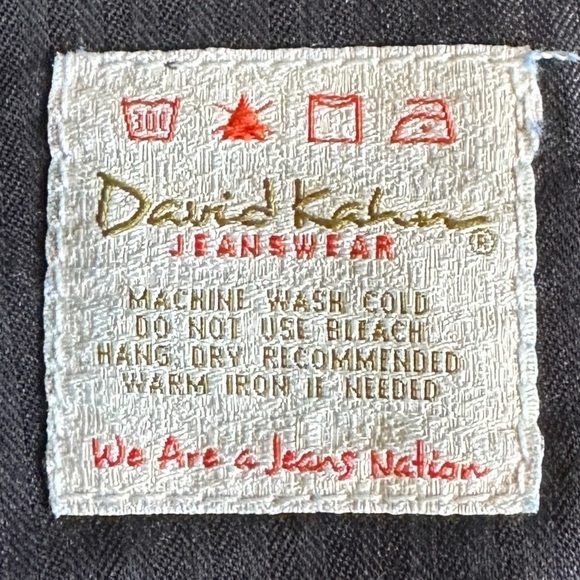 30C
David Kahn
JEANSWEAR ®
MACHINE WASH COLD
DO NOT USE BLEACH
HANG DRY RECOMMENDED
WARM IRON IF NEEDED
We Are a Jeans Nation